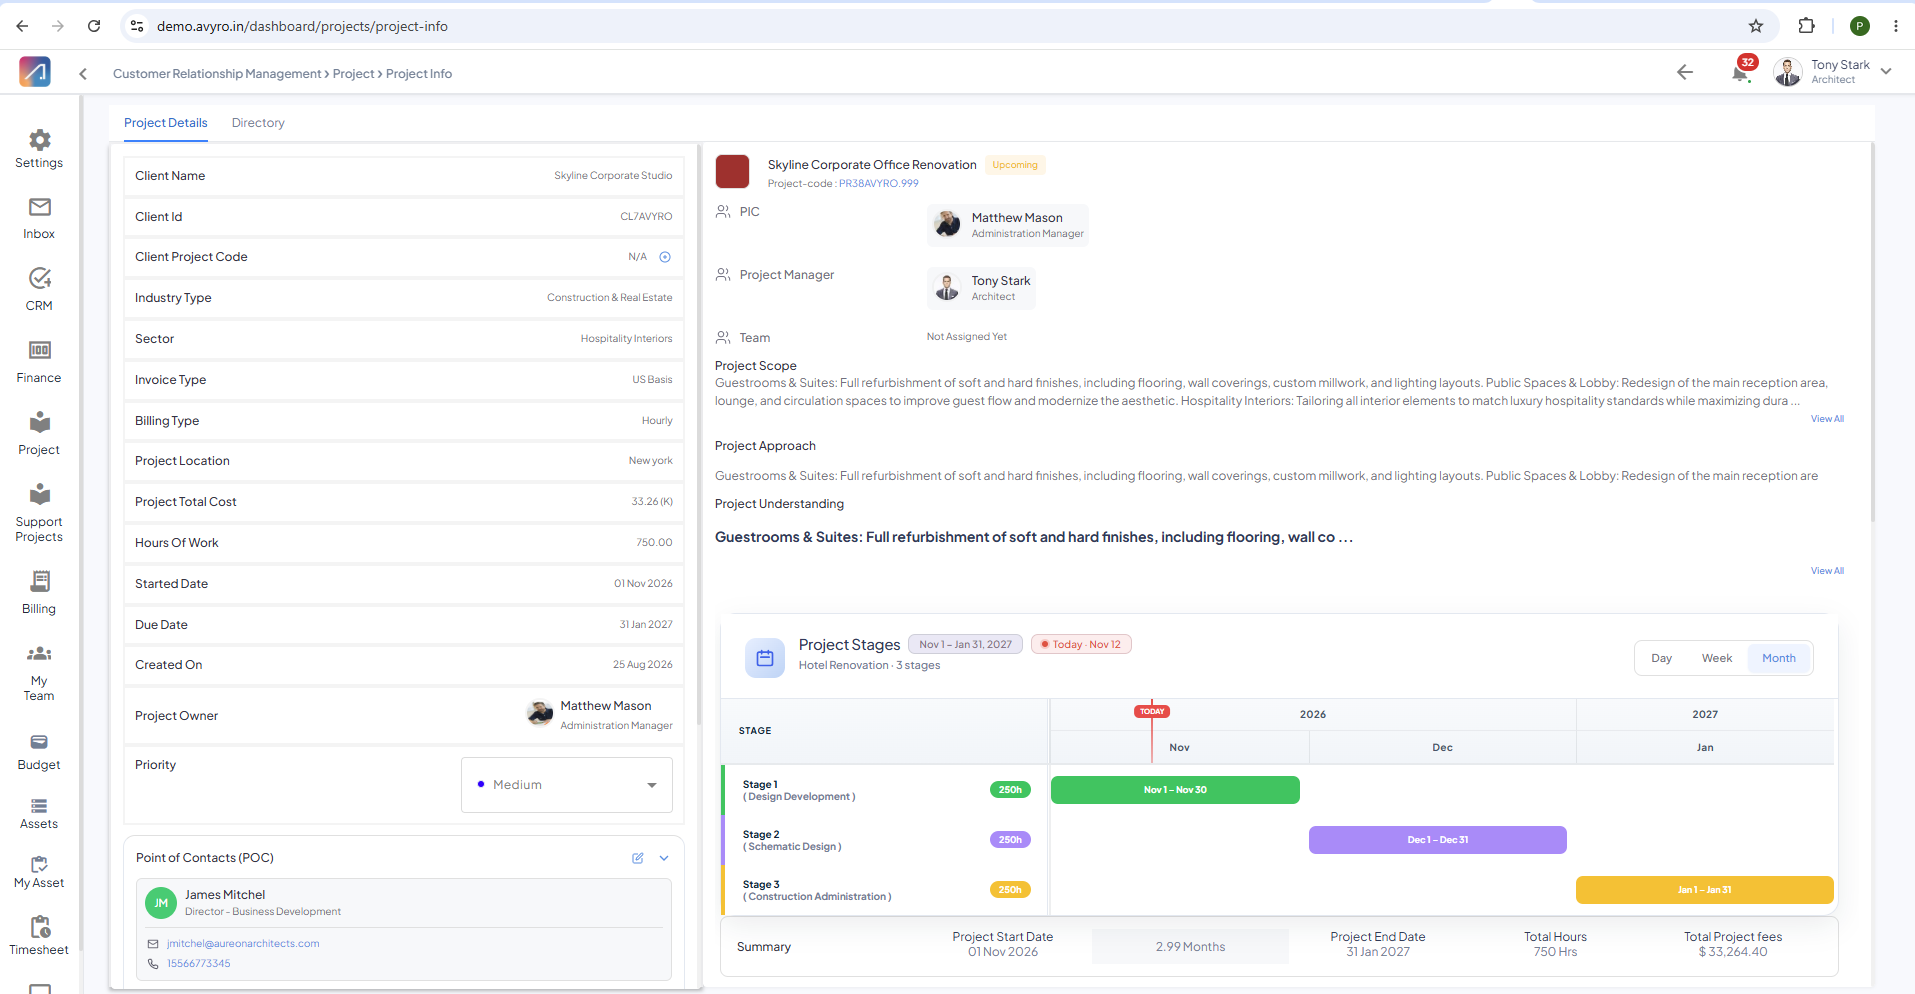 demo.avyro.in/dashboard/projects/project-info
P
Customer Relationship Management › Project › Project Info
32
Tony Stark
Architect
Settings
Inbox
CRM
Finance
Project
Support
Projects
Billing
My
Team
Budget
Assets
My Asset
Timesheet
Project Details
Directory
Client Name
Skyline Corporate Studio
Client Id
CL7AVYRO
Client Project Code
N/A
Industry Type
Construction & Real Estate
Sector
Hospitality Interiors
Invoice Type
US Basis
Billing Type
Hourly
Project Location
New york
Project Total Cost
33.26 (K)
Hours Of Work
750.00
Started Date
01 Nov 2026
Due Date
31 Jan 2027
Created On
25 Aug 2026
Project Owner
Matthew Mason
Administration Manager
Priority
Medium
Point of Contacts (POC)
JM
James Mitchel
Director - Business Development
jmitchel@aureonarchitects.com
15566773345
Skyline Corporate Office Renovation
Upcoming
Project-code : PR38AVYRO.999
PIC
Matthew Mason
Administration Manager
Project Manager
Tony Stark
Architect
Team
Not Assigned Yet
Project Scope
Guestrooms & Suites: Full refurbishment of soft and hard finishes, including flooring, wall coverings, custom millwork, and lighting layouts. Public Spaces & Lobby: Redesign of the main reception area,
lounge, and circulation spaces to improve guest flow and modernize the aesthetic. Hospitality Interiors: Tailoring all interior elements to match luxury hospitality standards while maximizing dura ...
View All
Project Approach
Guestrooms & Suites: Full refurbishment of soft and hard finishes, including flooring, wall coverings, custom millwork, and lighting layouts. Public Spaces & Lobby: Redesign of the main reception are
Project Understanding
Guestrooms & Suites: Full refurbishment of soft and hard finishes, including flooring, wall co ...
View All
Project Stages
Nov 1 – Jan 31, 2027
Today · Nov 12
Hotel Renovation · 3 stages
Day
Week
Month
STAGE
TODAY
2026
2027
Nov
Dec
Jan
Stage 1
( Design Development )
250h
Nov 1 – Nov 30
Stage 2
( Schematic Design )
250h
Dec 1 – Dec 31
Stage 3
( Construction Administration )
250h
Jan 1 – Jan 31
Summary
Project Start Date
01 Nov 2026
2.99 Months
Project End Date
31 Jan 2027
Total Hours
750 Hrs
Total Project fees
$ 33,264.40